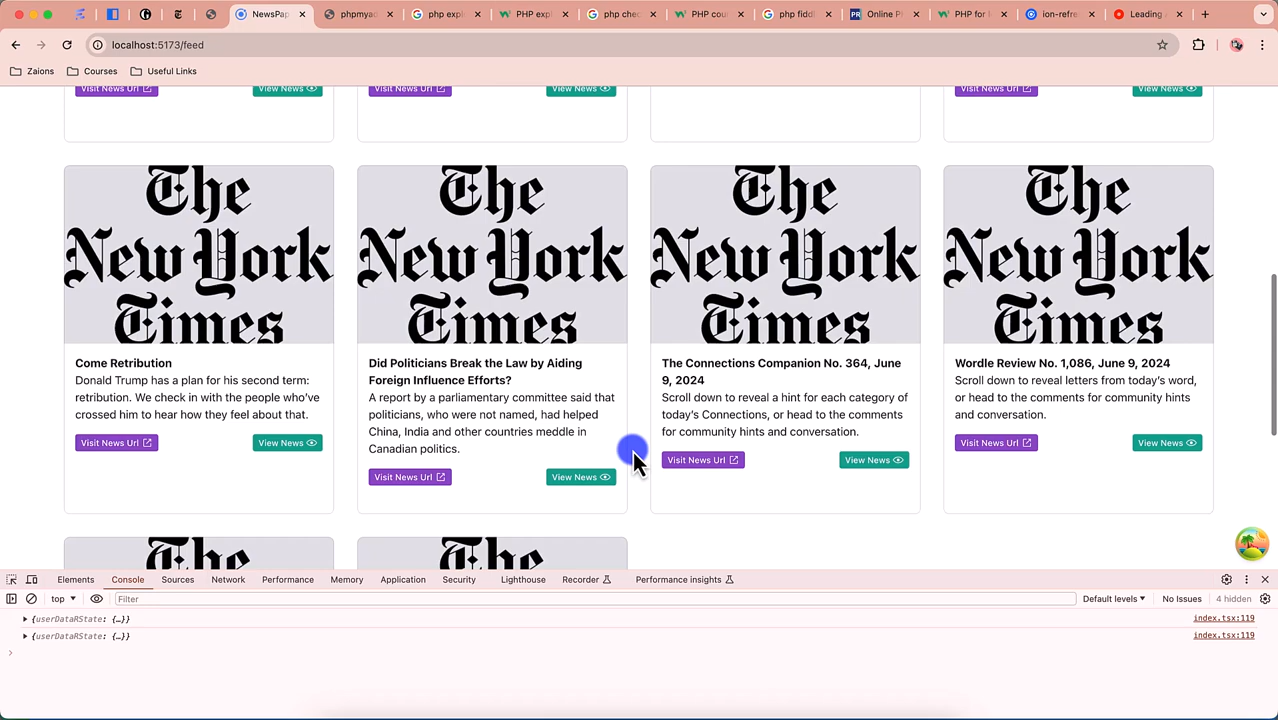 NewsPap
phpmyad
php expl
PHP expl
php chec
PHP cou
php fiddl
Online P
PHP for l
ion-refre
Leading
localhost:5173/feed
Zaions
Courses
Useful Links
Visit News Url
View News
Visit News Url
View News
Visit News Url
View News
The New York Times
The New York Times
The New York Times
The New York Times
Come Retribution
Donald Trump has a plan for his second term:
retribution. We check in with the people who've
crossed him to hear how they feel about that.
Visit News Url
View News
Did Politicians Break the Law by Aiding
Foreign Influence Efforts?
A report by a parliamentary committee said that
politicians, who were not named, had helped
China, India and other countries meddle in
Canadian politics.
Visit News Url
View News
The Connections Companion No. 364, June
9, 2024
Scroll down to reveal a hint for each category of
today's Connections, or head to the comments
for community hints and conversation.
Visit News Url
View News
Wordle Review No. 1,086, June 9, 2024
Scroll down to reveal letters from today's word,
or head to the comments for community hints
and conversation.
Visit News Url
View News
The
The
Elements Console Sources Network Performance Memory Application Security Lighthouse Recorder Performance insights
top Filter Default levels No Issues 4 hidden
{userDataRState: {…}} index.tsx:119
{userDataRState: {…}} index.tsx:119